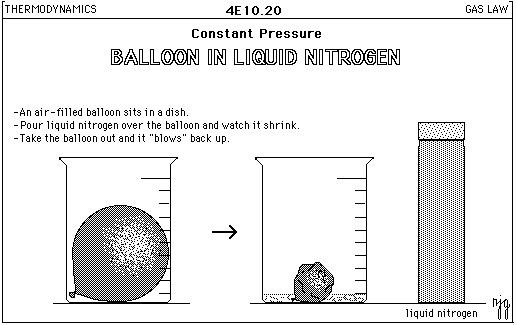 THERMODYNAMICS 4E10.20 GAS LAW
Constant Pressure
BALLOON IN LIQUID NITROGEN
-An air-filled balloon sits in a dish.
-Pour liquid nitrogen over the balloon and watch it shrink.
-Take the balloon out and it "blows" back up.
liquid nitrogen